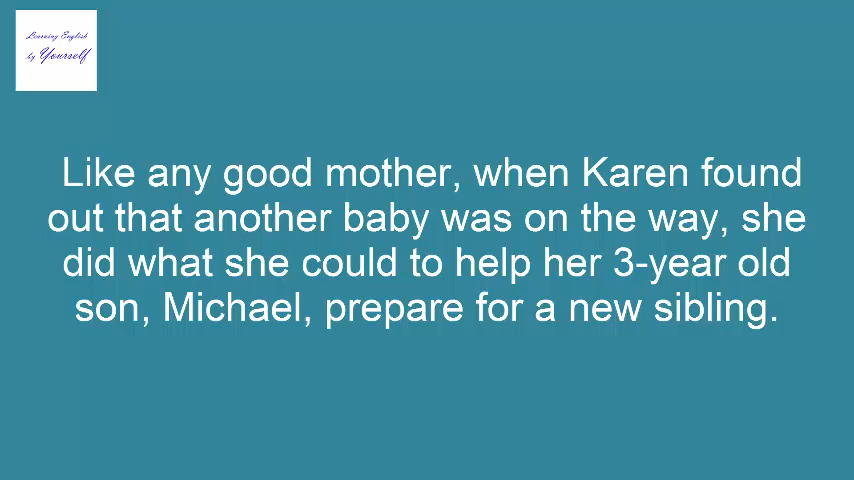 Learning English
by Yourself
Like any good mother, when Karen found
out that another baby was on the way, she
did what she could to help her 3-year old
son, Michael, prepare for a new sibling.